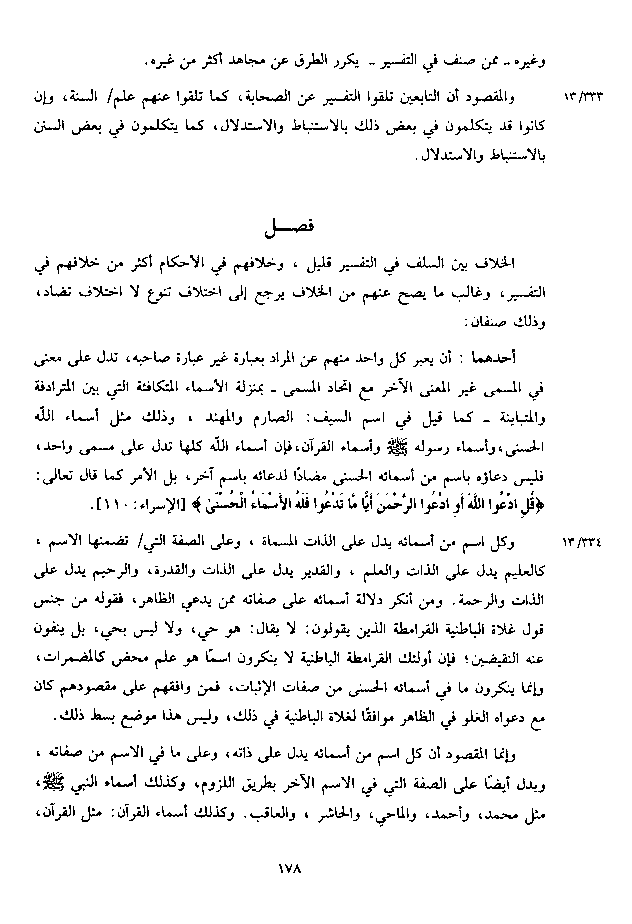 وغيره - ممن صنف في التفسير - يكرر الطرق عن مجاهد أكثر من غيره.
١٣/٣٣٣ والمقصود أن التابعين تلقوا التفسير عن الصحابة، كما تلقوا عنهم علم/ السنة، وإن
كانوا قد يتكلمون في بعض ذلك بالاستنباط والاستدلال، كما يتكلمون في بعض السنن
بالاستنباط والاستدلال.
فصـــل
الخلاف بين السلف في التفسير قليل ، وخلافهم في الأحكام أكثر من خلافهم في
التفسير، وغالب ما يصح عنهم من الخلاف يرجع إلى اختلاف تنوع لا اختلاف تضاد،
وذلك صنفان:
أحدهما : أن يعبر كل واحد منهم عن المراد بعبارة غير عبارة صاحبه، تدل على معنى
في المسمى غير المعنى الآخر مع اتحاد المسمى - بمنزلة الأسماء المتكافئة التي بين المترادفة
والمتباينة - كما قيل في اسم السيف: الصارم والمهند ، وذلك مثل أسماء الله
الحسنى،وأسماء رسوله ﷺ وأسماء القرآن،فإن أسماء الله كلها تدل على مسمى واحد،
فليس دعاؤه باسم من أسمائه الحسنى مضادًا لدعائه باسم آخر، بل الأمر كما قال تعالى:
﴿قُلِ ادْعُوا اللَّهَ أَوِ ادْعُوا الرَّحْمَنَ أَيًّا مَّا تَدْعُوا فَلَهُ الأَسْمَاءُ الْحُسْنَىٰ ﴾ [الإسراء: ١١٠].
١٣/٣٣٤ وكل اسم من أسمائه يدل على الذات المسماة ، وعلى الصفة التي/ تضمنها الاسم ،
كالعليم يدل على الذات والعلم ، والقدير يدل على الذات والقدرة، والرحيم يدل على
الذات والرحمة. ومن أنكر دلالة أسمائه على صفاته ممن يدعي الظاهر، فقوله من جنس
قول غلاة الباطنية القرامطة الذين يقولون: لا يقال: هو حي، ولا ليس بحي، بل ينفون
عنه النقيضين؛ فإن أولئك القرامطة الباطنية لا ينكرون اسمًا هو علم محض كالمضمرات،
وإنما ينكرون ما في أسمائه الحسنى من صفات الإثبات، فمن وافقهم على مقصودهم كان
مع دعواه الغلو في الظاهر موافقًا لغلاة الباطنية في ذلك، وليس هذا موضع بسط ذلك.
وإنما المقصود أن كل اسم من أسمائه يدل على ذاته، وعلى ما في الاسم من صفاته ،
ويدل أيضًا على الصفة التي في الاسم الآخر بطريق اللزوم، وكذلك أسماء النبي ﷺ،
مثل محمد، وأحمد، والماحي، والحاشر ، والعاقب. وكذلك أسماء القرآن: مثل القرآن،
١٧٨